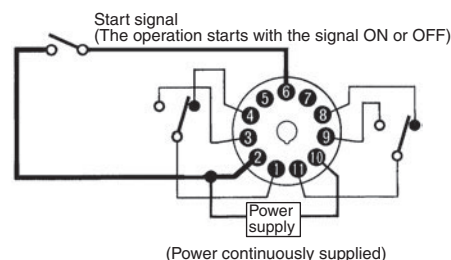 Start signal
(The operation starts with the signal ON or OFF)
6
5
7
4
8
3
9
2
10
1
11
Power
supply
(Power continuously supplied)